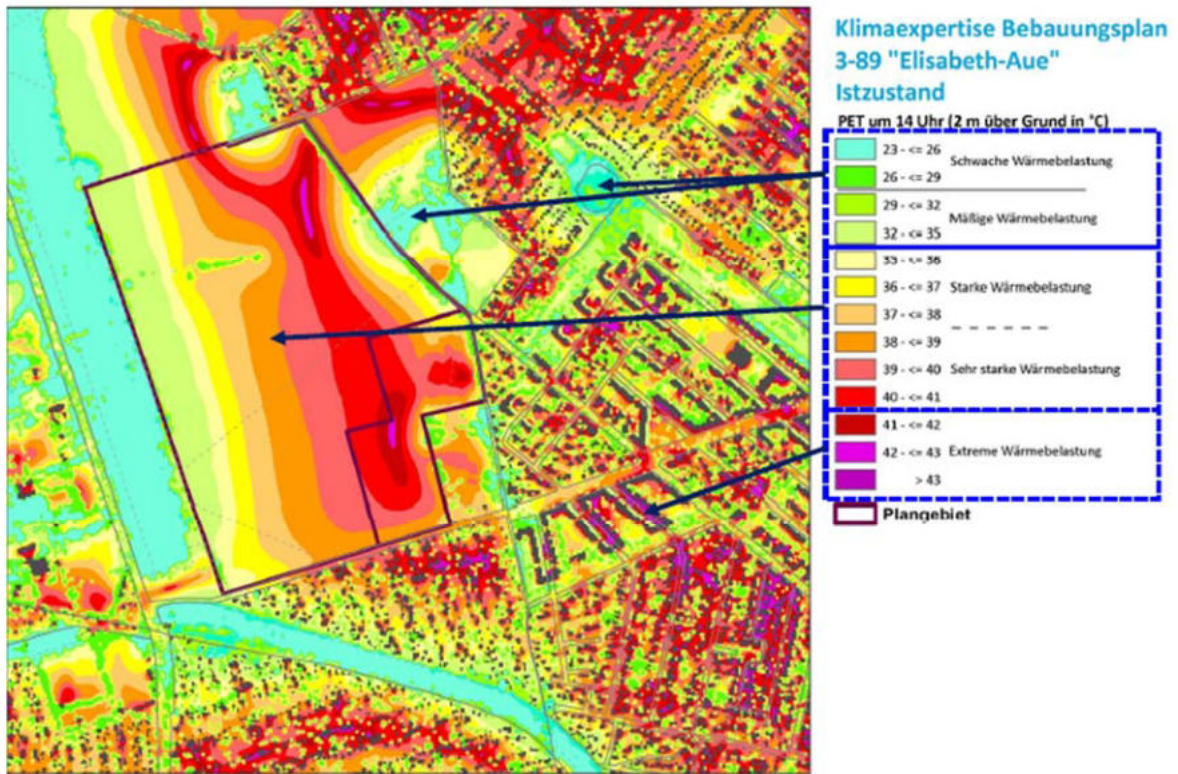 Klimaexpertise Bebauungsplan
3-89 "Elisabeth-Aue"
Istzustand
PET um 14 Uhr (2 m über Grund in °C)
23 - <= 26
Schwache Wärmebelastung
26 - <= 29
29 - <= 32
Mäßige Wärmebelastung
32 - <= 35
35 - <= 36
36 - <= 37 Starke Wärmebelastung
37 - <= 38
38 - <= 39
39 - <= 40 Sehr starke Wärmebelastung
40 - <= 41
41 - <= 42
42 - <= 43 Extreme Wärmebelastung
> 43
Plangebiet